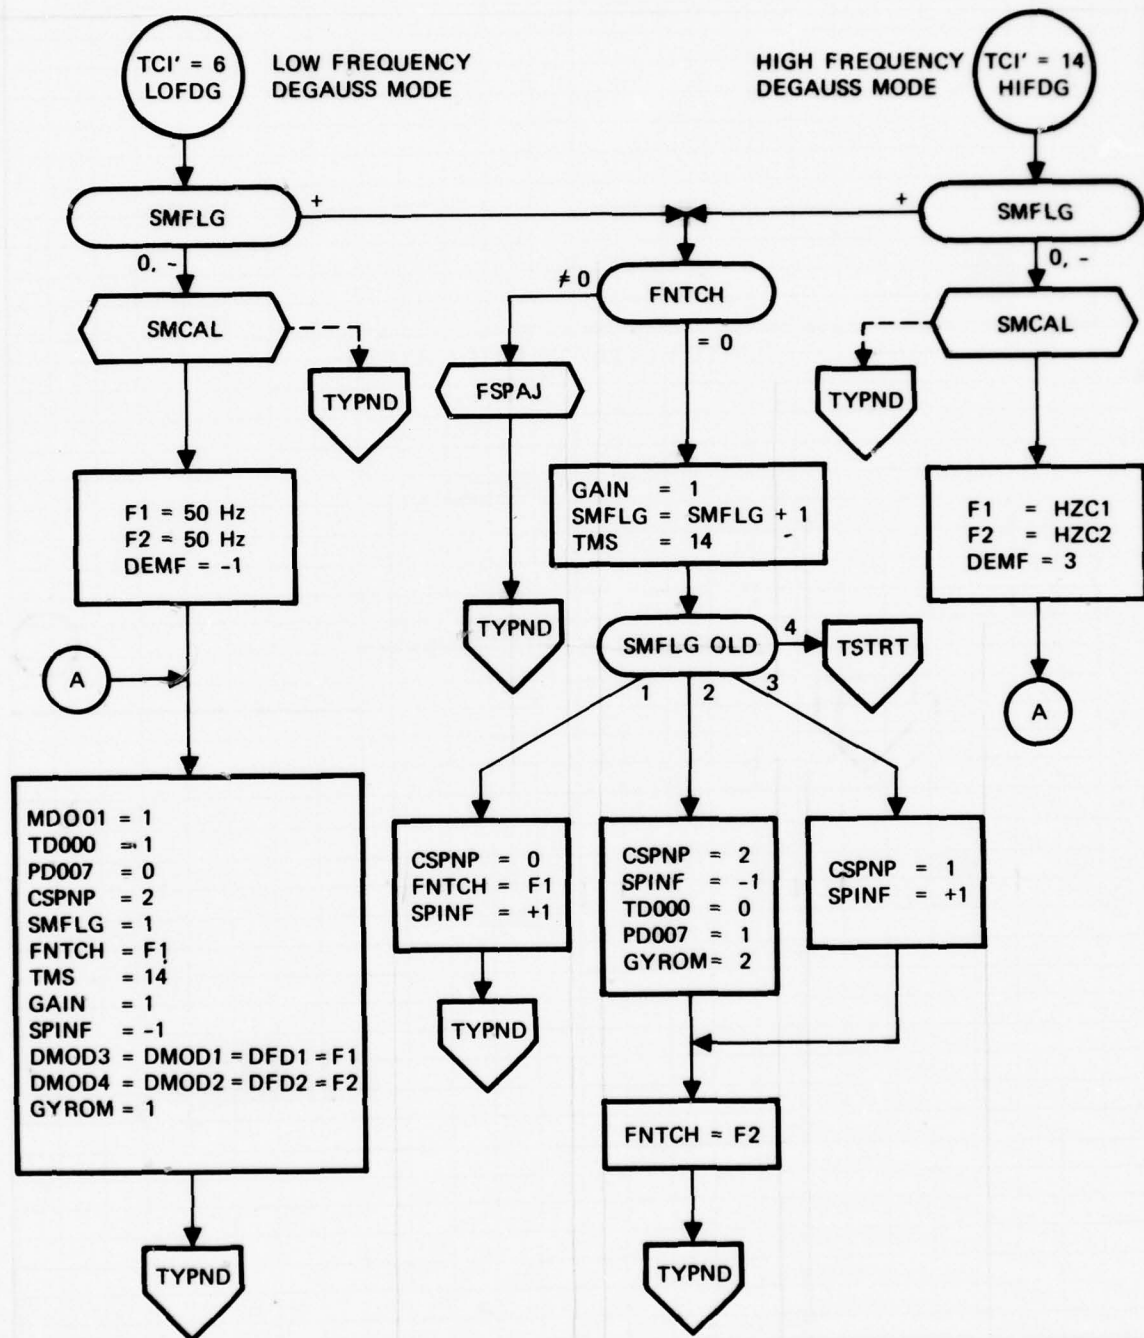 TCI' = 6
LOFDG
LOW FREQUENCY
DEGAUSS MODE
HIGH FREQUENCY
DEGAUSS MODE
TCI' = 14
HIFDG
SMFLG
+
+
SMFLG
0, -
≠ 0
FNTCH
0, -
SMCAL
= 0
SMCAL
TYPND
FSPAJ
TYPND
F1 = 50 Hz
F2 = 50 Hz
DEMF = -1
GAIN = 1
SMFLG = SMFLG + 1
TMS = 14
F1 = HZC1
F2 = HZC2
DEMF = 3
TYPND
SMFLG OLD
4
TSTRT
A
1
2
3
A
MDO01 = 1
TD000 = 1
PD007 = 0
CSPNP = 2
SMFLG = 1
FNTCH = F1
TMS = 14
GAIN = 1
SPINF = -1
DMOD3 = DMOD1 = DFD1 = F1
DMOD4 = DMOD2 = DFD2 = F2
GYROM = 1
CSPNP = 0
FNTCH = F1
SPINF = +1
CSPNP = 2
SPINF = -1
TD000 = 0
PD007 = 1
GYROM= 2
CSPNP = 1
SPINF = +1
TYPND
FNTCH = F2
TYPND
TYPND